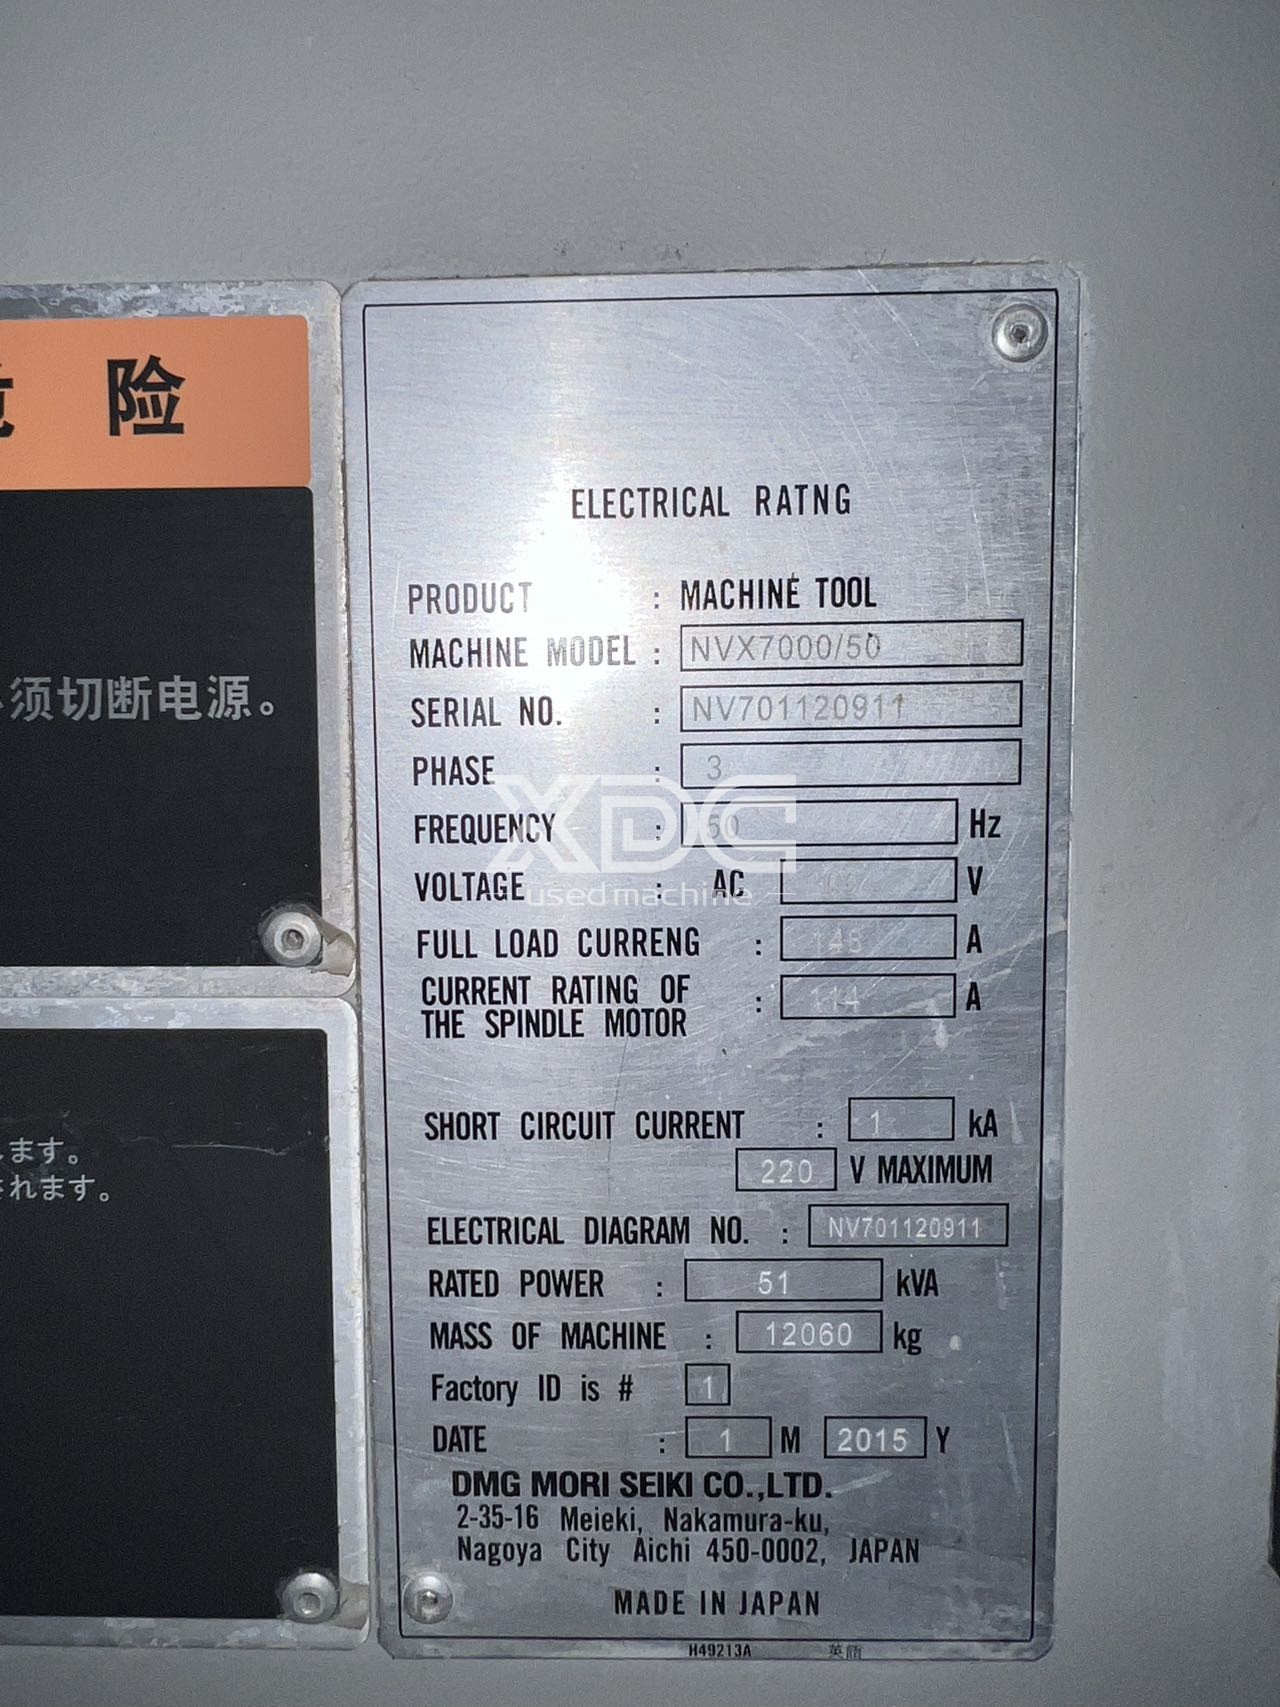 险
须切断电源。
ます。
れます。
ELECTRICAL RATNG
PRODUCT : MACHINE TOOL
MACHINE MODEL : NVX7000/50
SERIAL NO. : NV701120911
PHASE : 3
FREQUENCY : 50 Hz
VOLTAGE : AC V
FULL LOAD CURRENG : 148 A
CURRENT RATING OF
THE SPINDLE MOTOR : 114 A
SHORT CIRCUIT CURRENT : 1 kA
220 V MAXIMUM
ELECTRICAL DIAGRAM NO. : NV701120911
RATED POWER : 51 kVA
MASS OF MACHINE : 12060 kg
Factory ID is # 1
DATE : 1 M 2015 Y
DMG MORI SEIKI CO.,LTD.
2-35-16 Meieki, Nakamura-ku,
Nagoya City Aichi 450-0002, JAPAN
MADE IN JAPAN
H49213A 英語
XDC
used machine